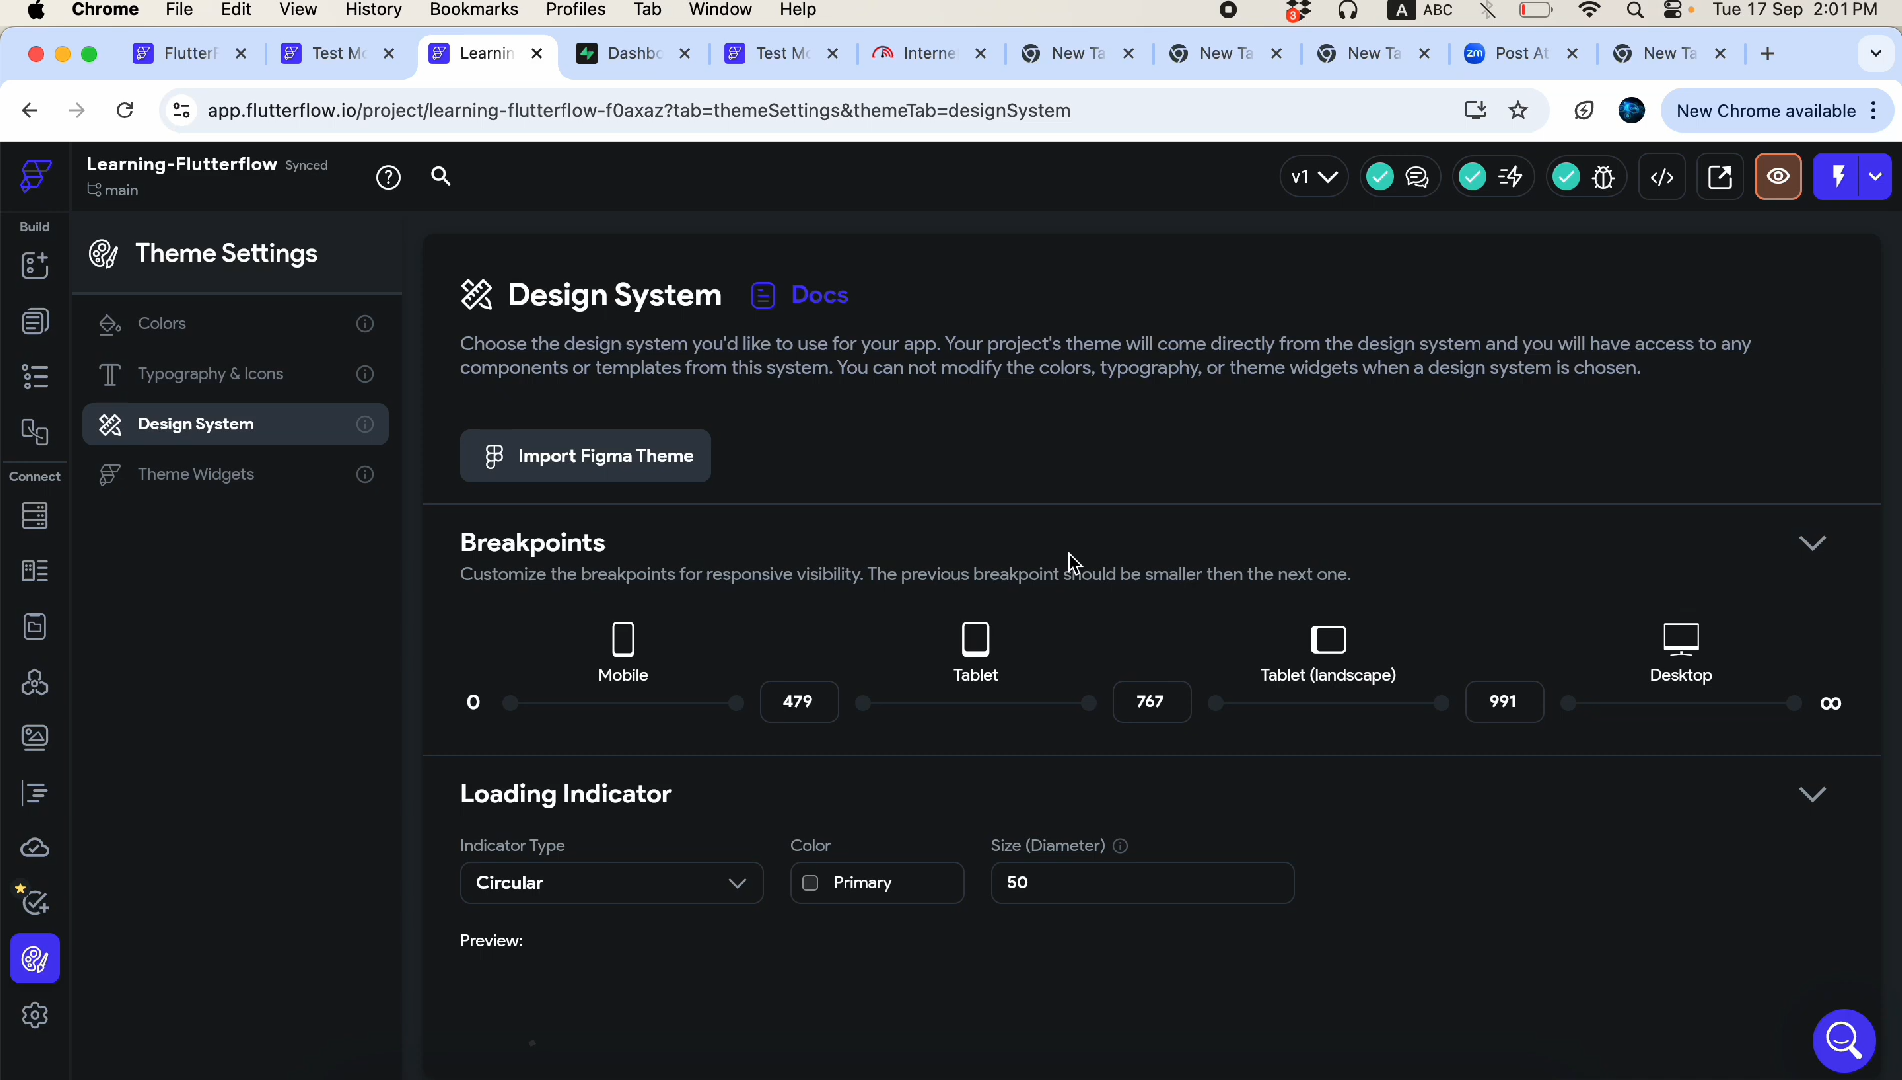 Chrome File Edit View History Bookmarks Profiles Tab Window Help
3 A ABC Tue 17 Sep 2:01 PM
FlutterF Test Mo Learnin Dashbo Test Mo Interne New Ta New Ta New Ta zm Post At New Ta
app.flutterflow.io/project/learning-flutterflow-f0axaz?tab=themeSettings&themeTab=designSystem
New Chrome available
Learning-Flutterflow Synced
main
v1
Build
Connect
Theme Settings
Colors
Typography & Icons
Design System
Theme Widgets
Design System Docs
Choose the design system you'd like to use for your app. Your project's theme will come directly from the design system and you will have access to any
components or templates from this system. You can not modify the colors, typography, or theme widgets when a design system is chosen.
Import Figma Theme
Breakpoints
Customize the breakpoints for responsive visibility. The previous breakpoint should be smaller then the next one.
Mobile Tablet Tablet (landscape) Desktop
0 479 767 991 ∞
Loading Indicator
Indicator Type Color Size (Diameter)
Circular Primary 50
Preview: